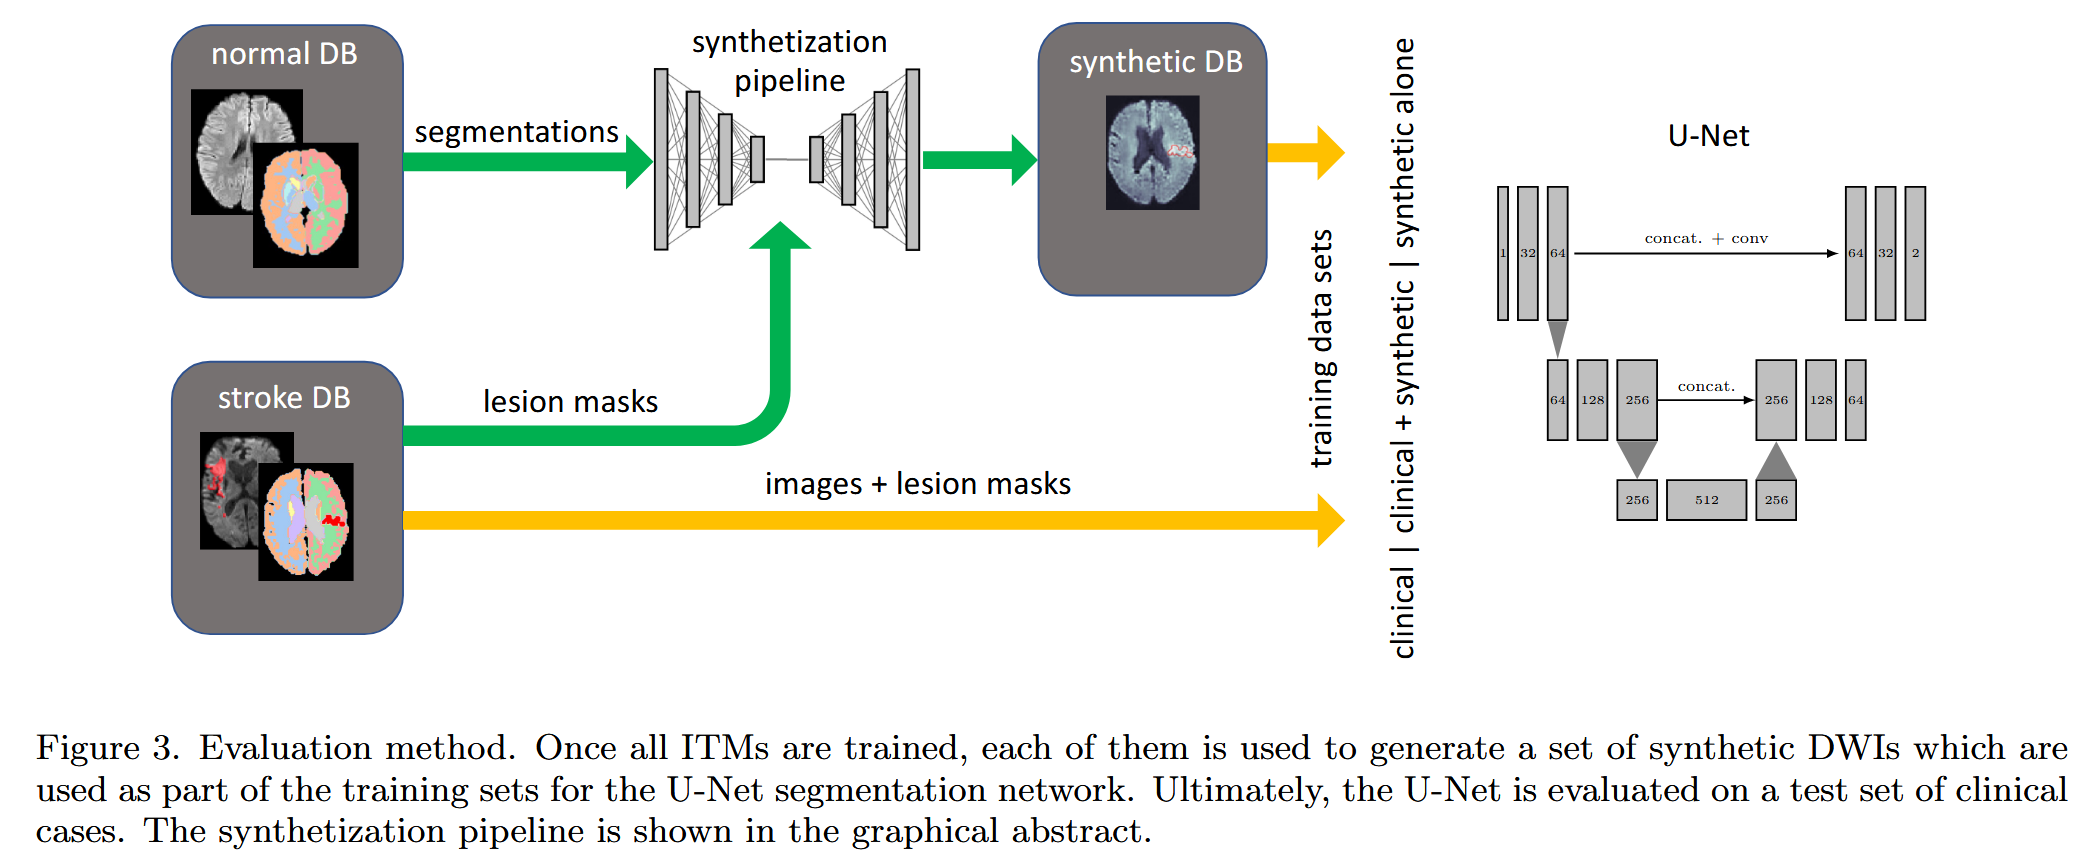 normal DB
segmentations
synthetization
pipeline
synthetic DB
stroke DB
lesion masks
images + lesion masks
training data sets
clinical | clinical + synthetic | synthetic alone
U-Net
1 32 64
concat. + conv
64 32 2
64 128 256
concat.
256 128 64
256 512 256
Figure 3. Evaluation method. Once all ITMs are trained, each of them is used to generate a set of synthetic DWIs which are
used as part of the training sets for the U-Net segmentation network. Ultimately, the U-Net is evaluated on a test set of clinical
cases. The synthetization pipeline is shown in the graphical abstract.